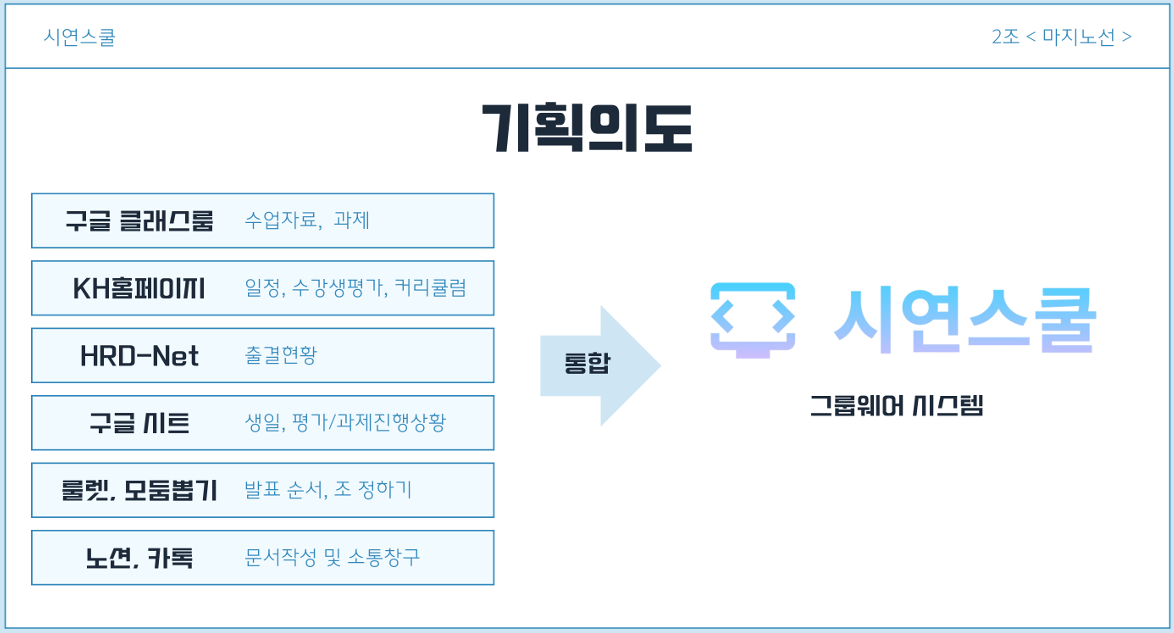 시연스쿨
2조 < 마지노선 >
기획의도
구글 클래스룸 수업자료, 과제
KH홈페이지 일정, 수강생평가, 커리큘럼
HRD-Net 출결현황
구글 시트 생일, 평가/과제진행상황
룰렛, 모둠뽑기 발표 순서, 조 정하기
노션, 카톡 문서작성 및 소통창구
통합
시연스쿨
그룹웨어 시스템